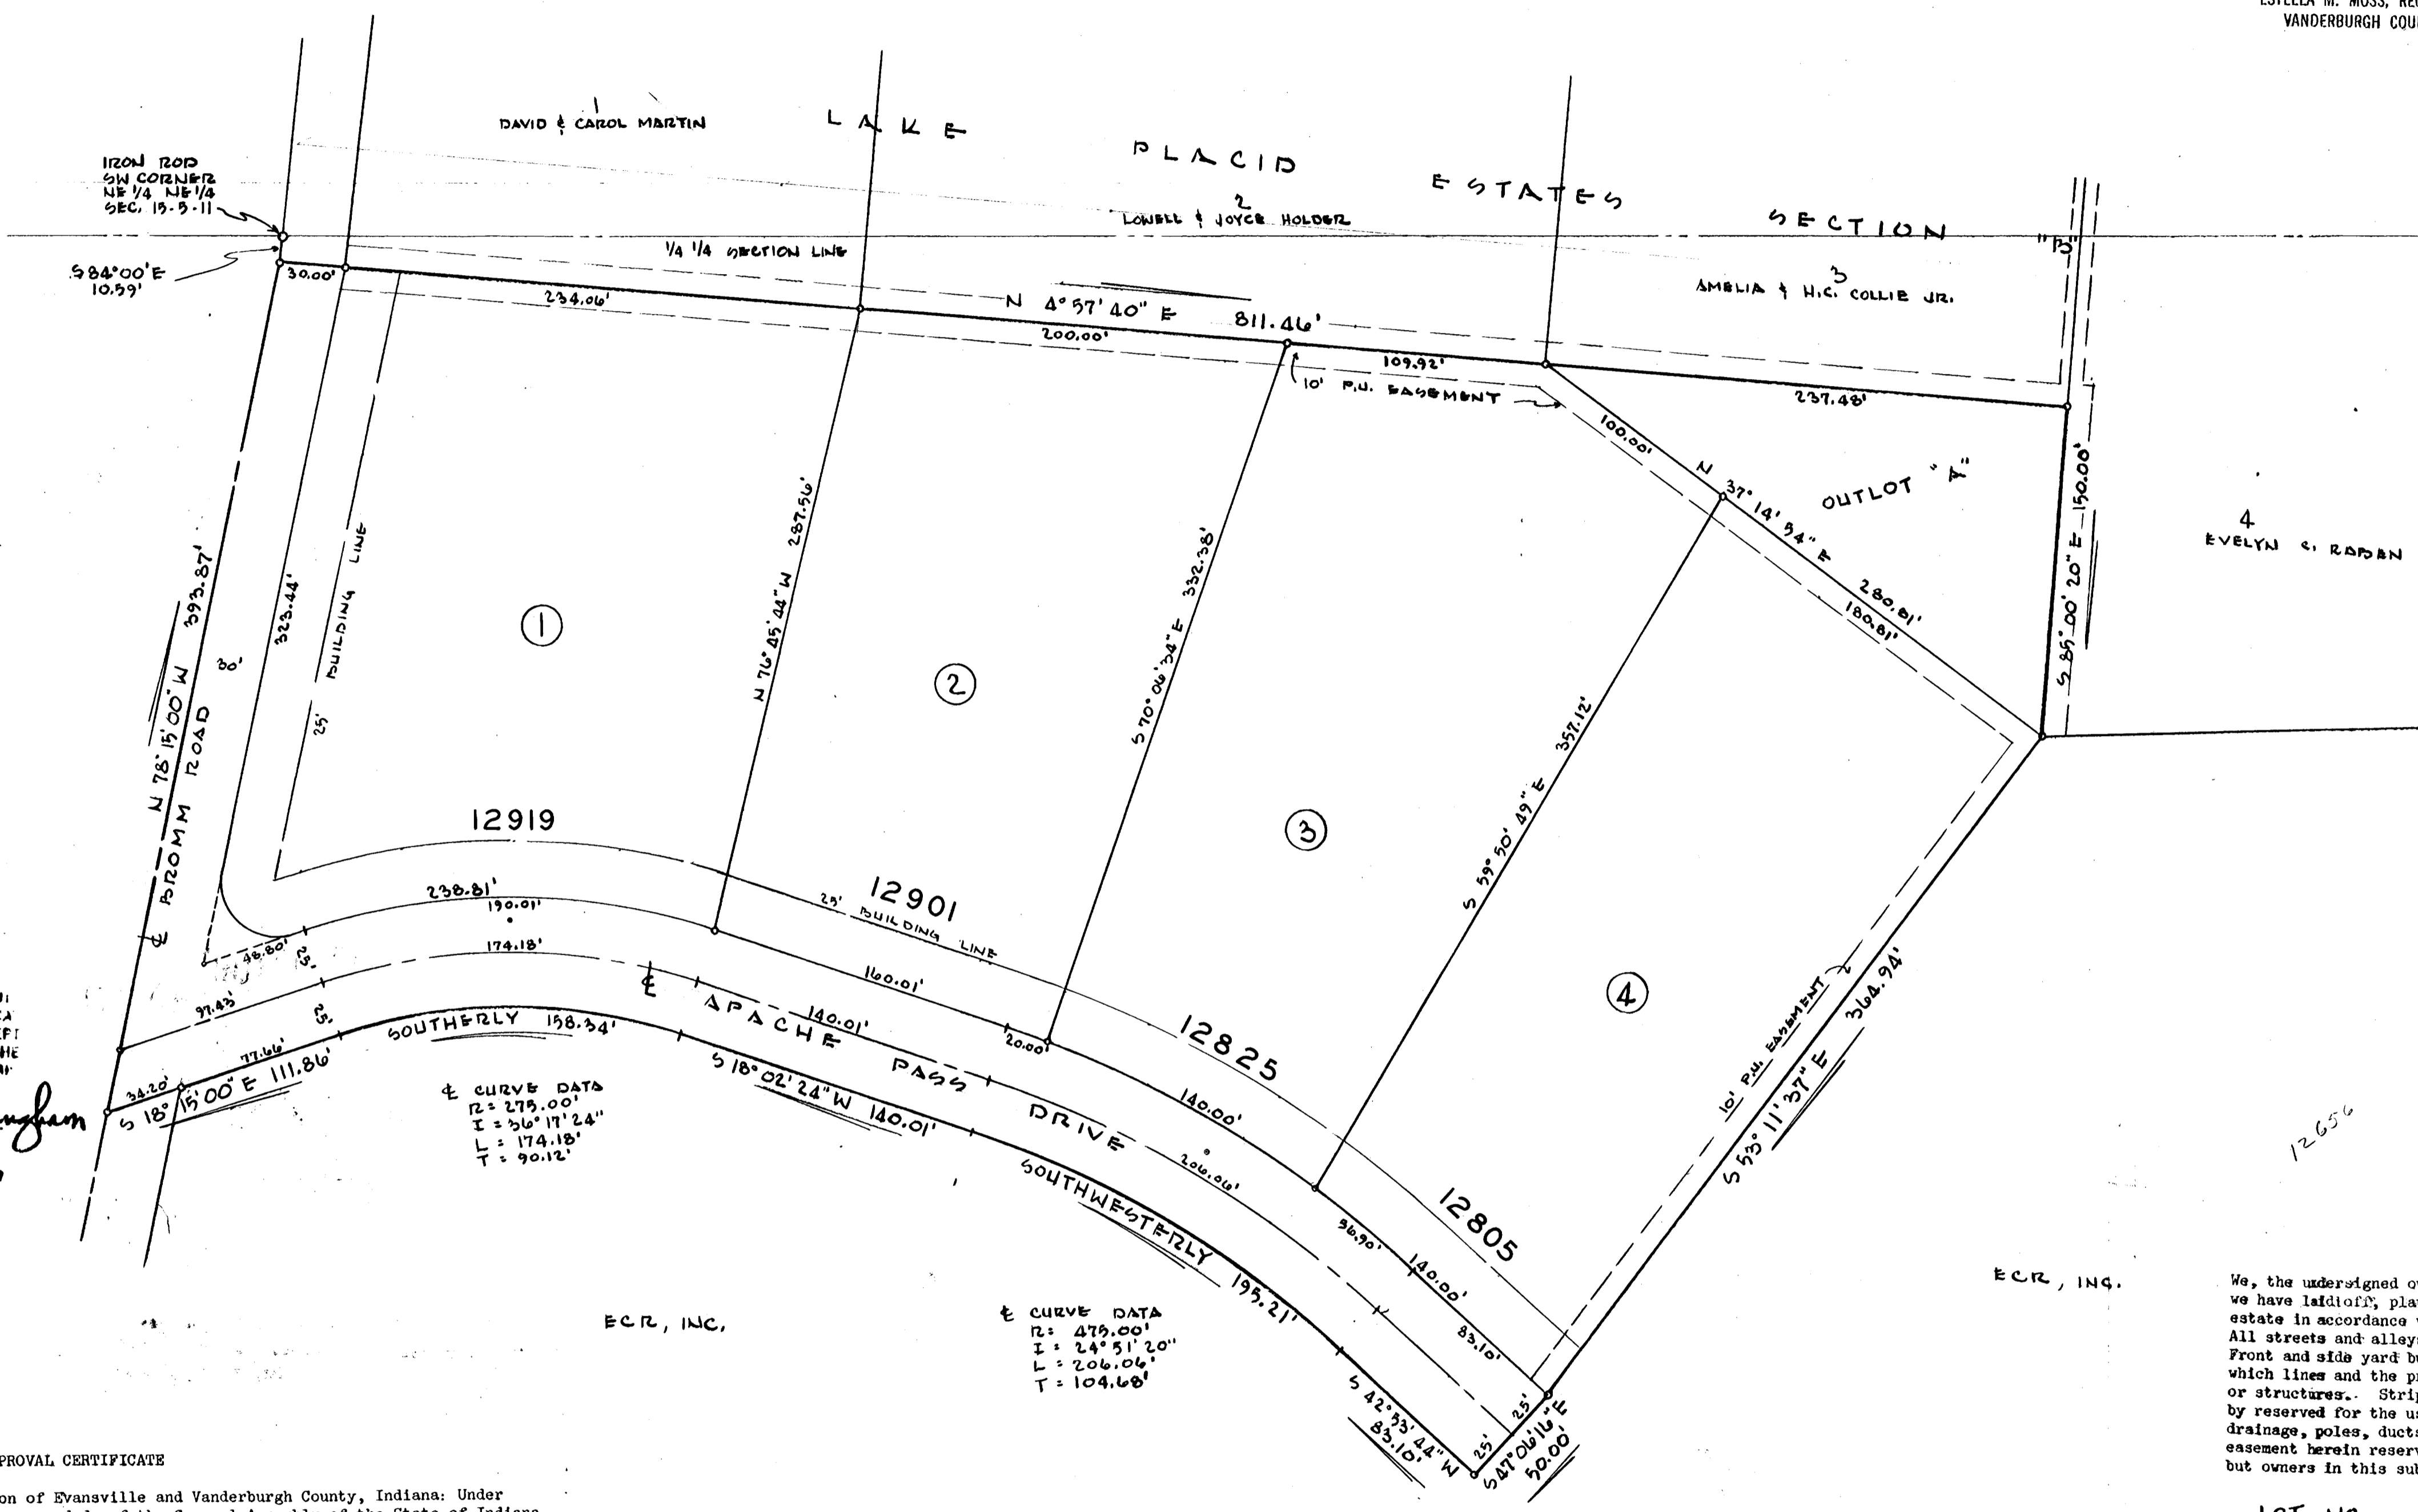 VANDERBURGH COU
1
DAVID & CAROL MARTIN
LAKE
PLACID
ESTATES
SECTION
"B"
2
LOWELL & JOYCE HOLDER
3
AMELIA & H.C. COLLIE JR.
4
IRON ROD
SW CORNER
NE 1/4 NE 1/4
SEC. 15-5-11
S 84°00' E
10.59'
30.00'
1/4 1/4 SECTION LINE
234.06'
N 4°57'40" E 811.46'
200.00'
109.92'
10' P.U. EASEMENT
237.48'
100.00'
N 37°14'54" E 280.81'
180.81'
OUTLOT "A"
S 85°00'20" E 150.00'
N 78°15'00" W 393.87'
℄ BROMM ROAD
30'
323.44'
25' BUILDING LINE
1
N 76°45'44" W 287.56'
2
S 70°06'34" E 332.38'
3
S 59°50'49" E 357.12'
4
10' P.U. EASEMENT
S 53°11'37" E 364.94'
12919
238.81'
190.01'
174.18'
48.80'
25'
25'
97.43'
77.66'
34.20'
S 18°15'00" E 111.86'
SOUTHERLY 158.34'
12901
25' BUILDING LINE
160.01'
140.01'
20.00'
℄ APACHE PASS DRIVE
S 18°02'24" W 140.01'
12825
140.00'
206.06'
SOUTHWESTERLY 195.21'
12805
56.90'
140.00'
83.10'
S 42°53'44" W
83.10'
25'
25'
S 47°06'16" E
50.00'
℄ CURVE DATA
R = 275.00'
I = 36°17'24"
L = 174.18'
T = 90.12'
℄ CURVE DATA
R = 475.00'
I = 24°51'20"
L = 206.06'
T = 104.68'
ECR, INC.
ECR, INC.
12656
We, the undersigned o
we have laid off, pla
estate in accordance
All streets and alley
Front and side yard b
which lines and the p
or structures. Stri
by reserved for the u
drainage, poles, duct
easement herein reser
but owners in this su
PROVAL CERTIFICATE
on of Evansville and Vanderburgh County, Indiana: Under